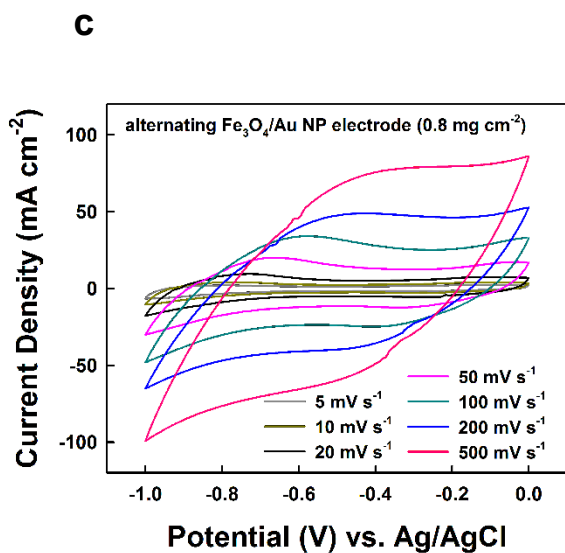 c
alternating Fe₃O₄/Au NP electrode (0.8 mg cm⁻²)
Current Density (mA cm⁻²)
100
50
0
-50
-100
5 mV s⁻¹
10 mV s⁻¹
20 mV s⁻¹
50 mV s⁻¹
100 mV s⁻¹
200 mV s⁻¹
500 mV s⁻¹
-1.0 -0.8 -0.6 -0.4 -0.2 0.0
Potential (V) vs. Ag/AgCl